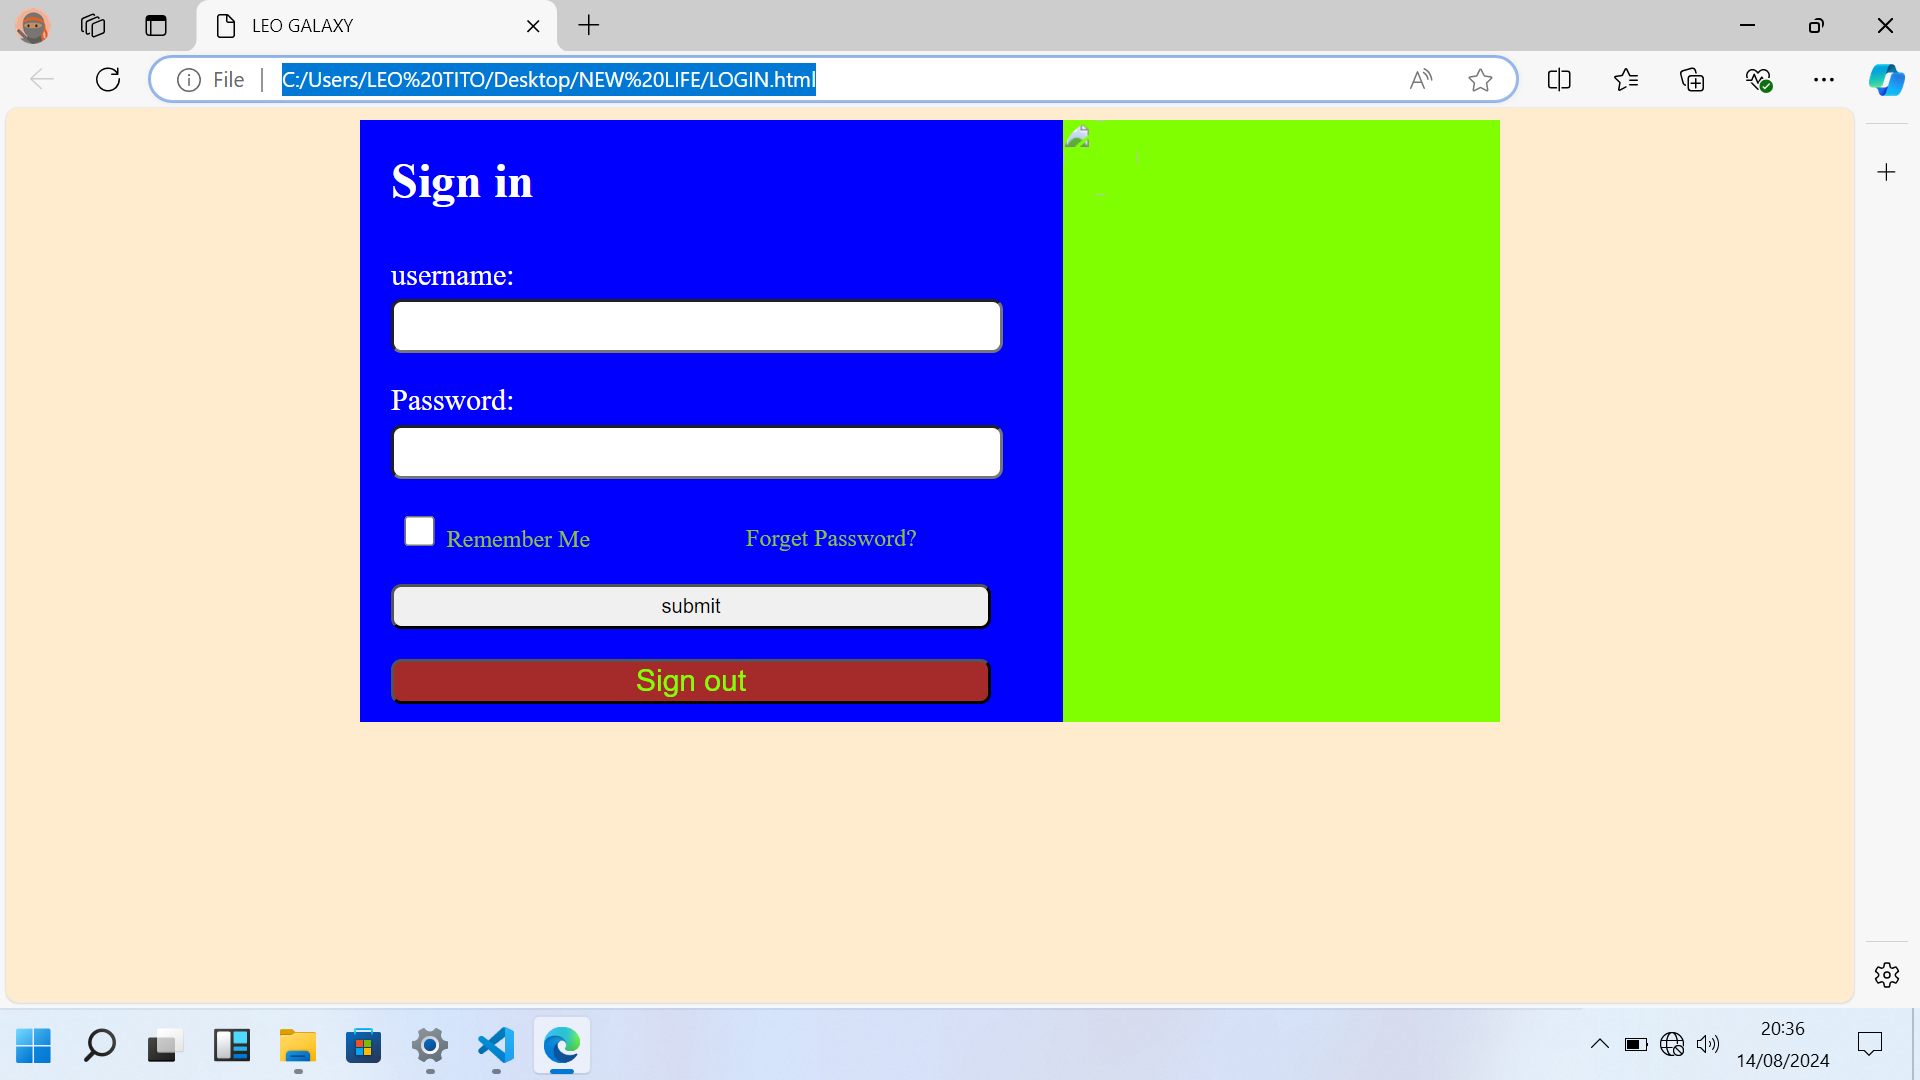 LEO GALAXY
File
C:/Users/LEO%20TITO/Desktop/NEW%20LIFE/LOGIN.html
Sign in
username:
Password:
Remember Me
Forget Password?
submit
Sign out
20:36
14/08/2024